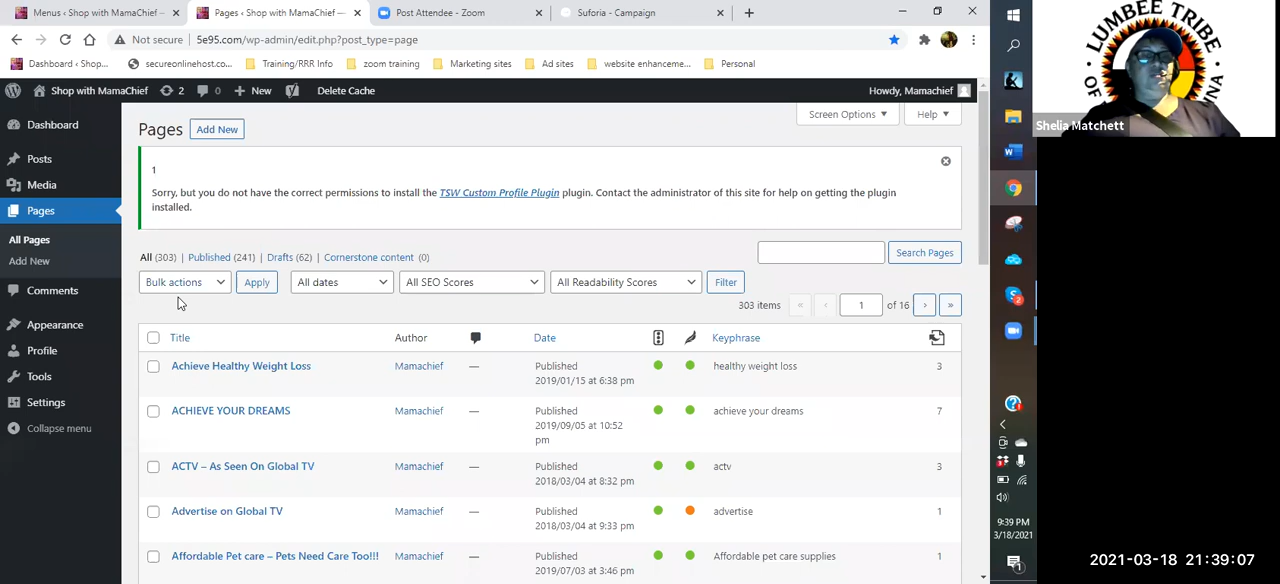 Menus ‹ Shop with MamaChief —
Pages ‹ Shop with MamaChief —
Post Attendee - Zoom
Suforia - Campaign
Not secure
5e95.com/wp-admin/edit.php?post_type=page
Dashboard ‹ Shop...
secureonlinehost.co...
Training/RRR Info
zoom training
Marketing sites
Ad sites
website enhanceme...
Personal
Shop with MamaChief
2
0
New
Delete Cache
Howdy, Mamachief
Dashboard
Posts
Media
Pages
All Pages
Add New
Comments
Appearance
Profile
Tools
Settings
Collapse menu
Pages
Add New
Screen Options
Help
1
Sorry, but you do not have the correct permissions to install the TSW Custom Profile Plugin plugin. Contact the administrator of this site for help on getting the plugin
installed.
All (303) | Published (241) | Drafts (62) | Cornerstone content (0)
Search Pages
Bulk actions
Apply
All dates
All SEO Scores
All Readability Scores
Filter
303 items « ‹ 1 of 16 › »
Title Author Date Keyphrase
Achieve Healthy Weight Loss Mamachief — Published healthy weight loss 3
2019/01/15 at 6:38 pm
ACHIEVE YOUR DREAMS Mamachief — Published achieve your dreams 7
2019/09/05 at 10:52
pm
ACTV – As Seen On Global TV Mamachief — Published actv 3
2018/03/04 at 8:32 pm
Advertise on Global TV Mamachief — Published advertise 1
2018/03/04 at 9:33 pm
Affordable Pet care – Pets Need Care Too!!! Mamachief — Published Affordable pet care supplies 1
2019/07/03 at 3:46 pm
LUMBEE TRIBE
Shelia Matchett
9:39 PM
3/18/2021
2021-03-18 21:39:07